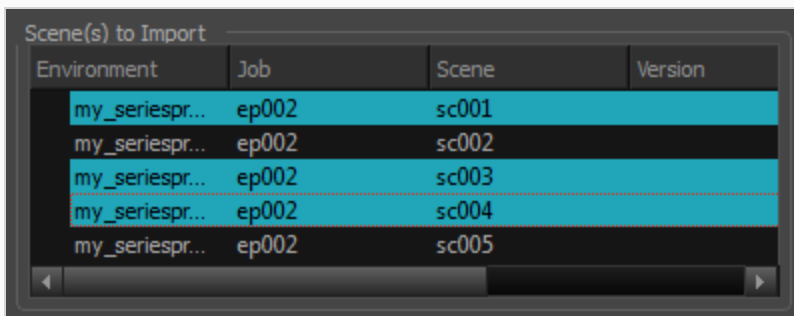 Scene(s) to Import
Environment Job Scene Version
my_seriespr... ep002 sc001
my_seriespr... ep002 sc002
my_seriespr... ep002 sc003
my_seriespr... ep002 sc004
my_seriespr... ep002 sc005